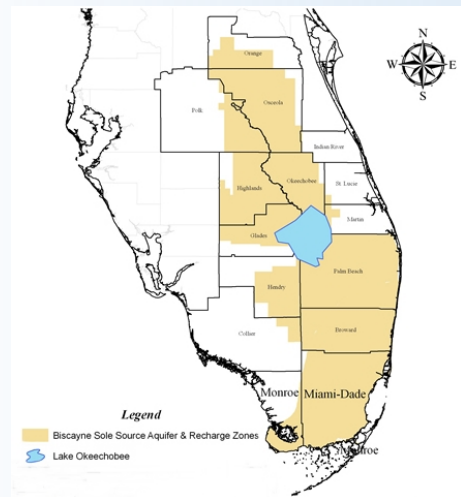 N
W E
S
Orange
Polk
Osceola
Indian River
Okeechobee
Highlands
St. Lucie
Martin
Glades
Palm Beach
Hendry
Broward
Collier
Monroe Miami-Dade
Legend
Biscayne Sole Source Aquifer & Recharge Zones
Monroe
Lake Okeechobee